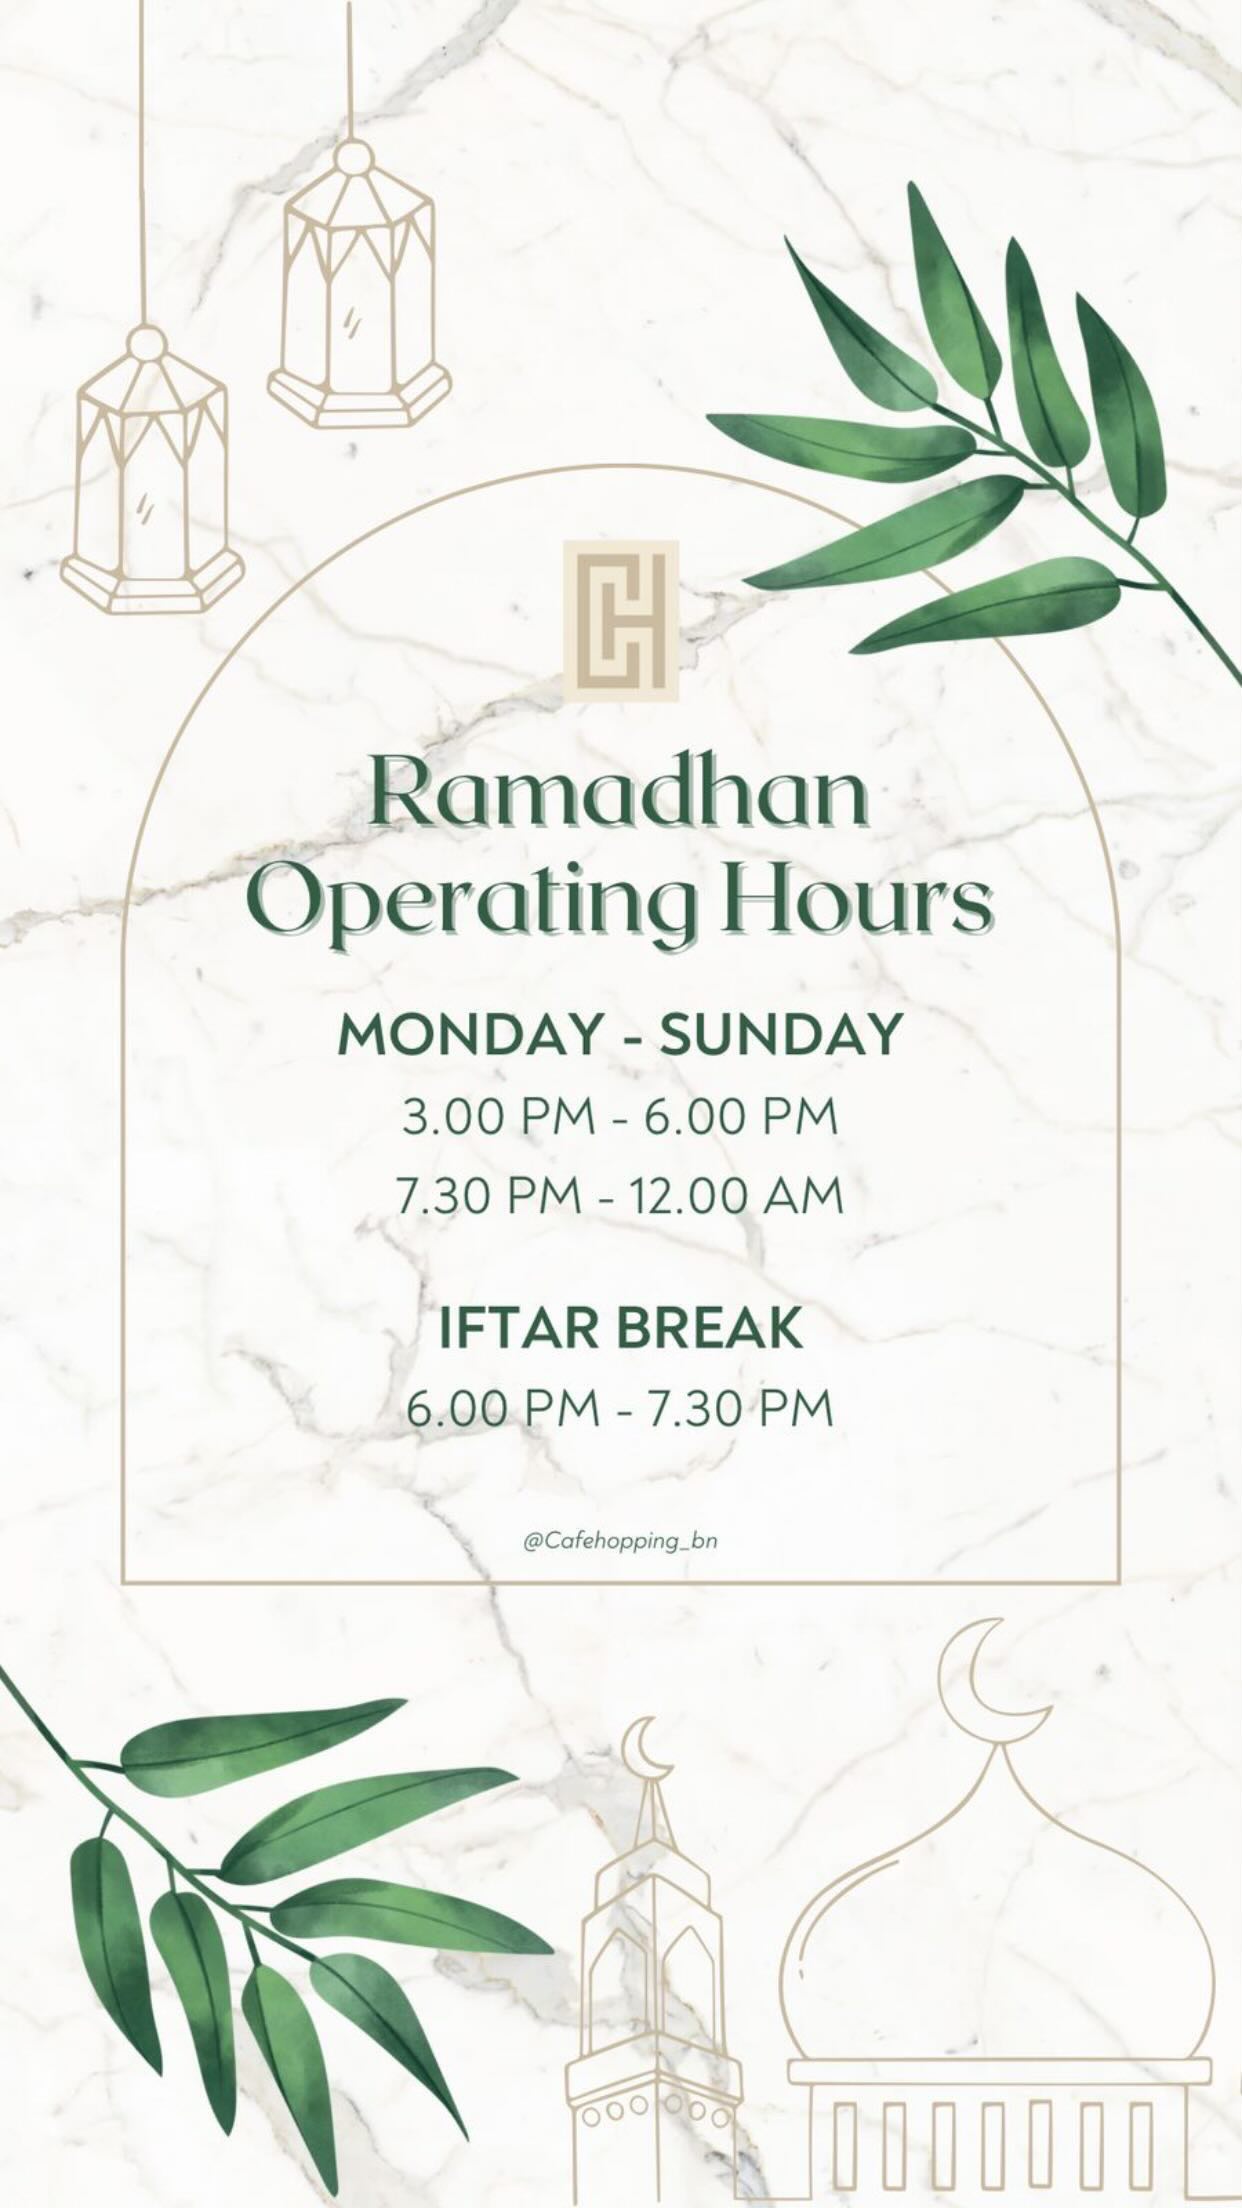 CH
Ramadhan
Operating Hours
MONDAY - SUNDAY
3.00 PM - 6.00 PM
7.30 PM - 12.00 AM
IFTAR BREAK
6.00 PM - 7.30 PM
@Cafehopping_bn